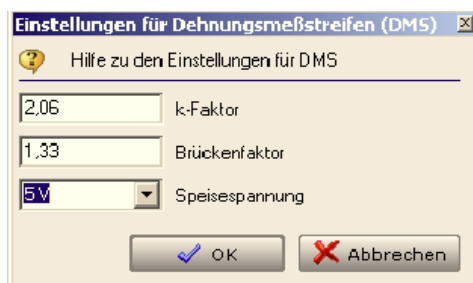 Einstellungen für Dehnungsmeßstreifen (DMS)
Hilfe zu den Einstellungen für DMS
2,06 k-Faktor
1,33 Brückenfaktor
5 V Speisespannung
OK Abbrechen